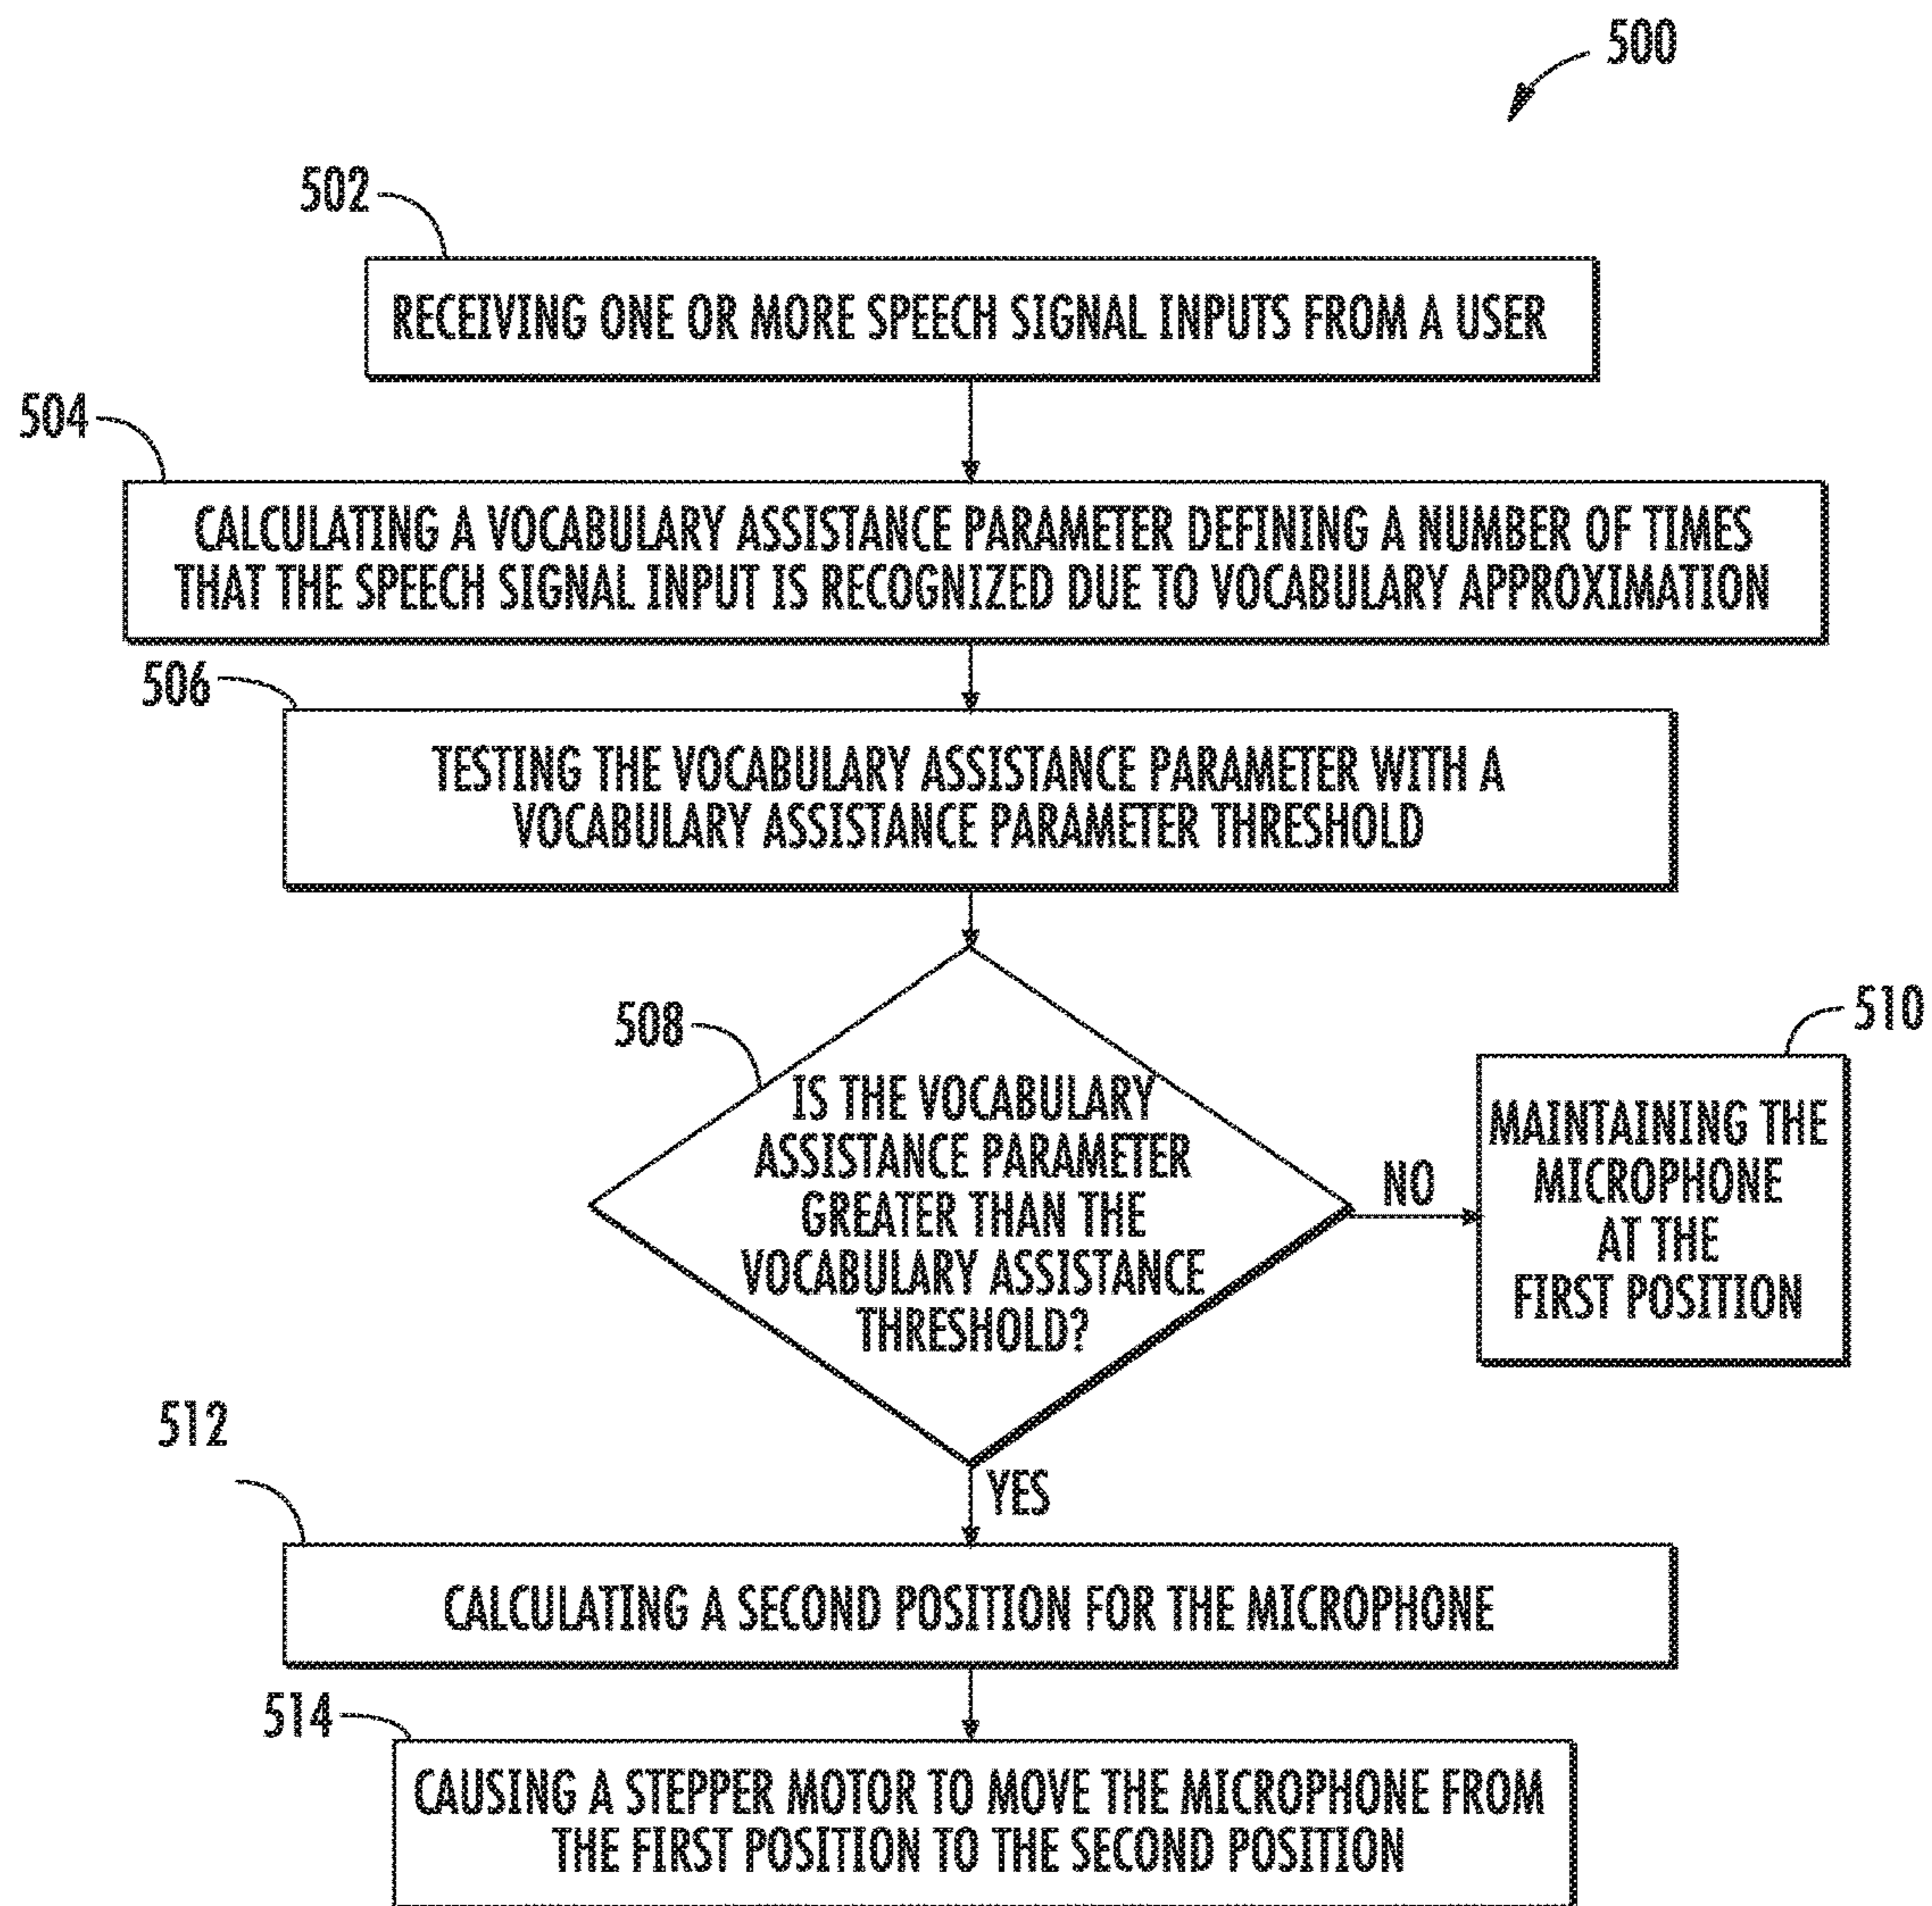 500
502
RECEIVING ONE OR MORE SPEECH SIGNAL INPUTS FROM A USER
504
CALCULATING A VOCABULARY ASSISTANCE PARAMETER DEFINING A NUMBER OF TIMES
THAT THE SPEECH SIGNAL INPUT IS RECOGNIZED DUE TO VOCABULARY APPROXIMATION
506
TESTING THE VOCABULARY ASSISTANCE PARAMETER WITH A
VOCABULARY ASSISTANCE PARAMETER THRESHOLD
508
IS THE VOCABULARY
ASSISTANCE PARAMETER
GREATER THAN THE
VOCABULARY ASSISTANCE
THRESHOLD?
NO
510
MAINTAINING THE
MICROPHONE
AT THE
FIRST POSITION
YES
512
CALCULATING A SECOND POSITION FOR THE MICROPHONE
514
CAUSING A STEPPER MOTOR TO MOVE THE MICROPHONE FROM
THE FIRST POSITION TO THE SECOND POSITION